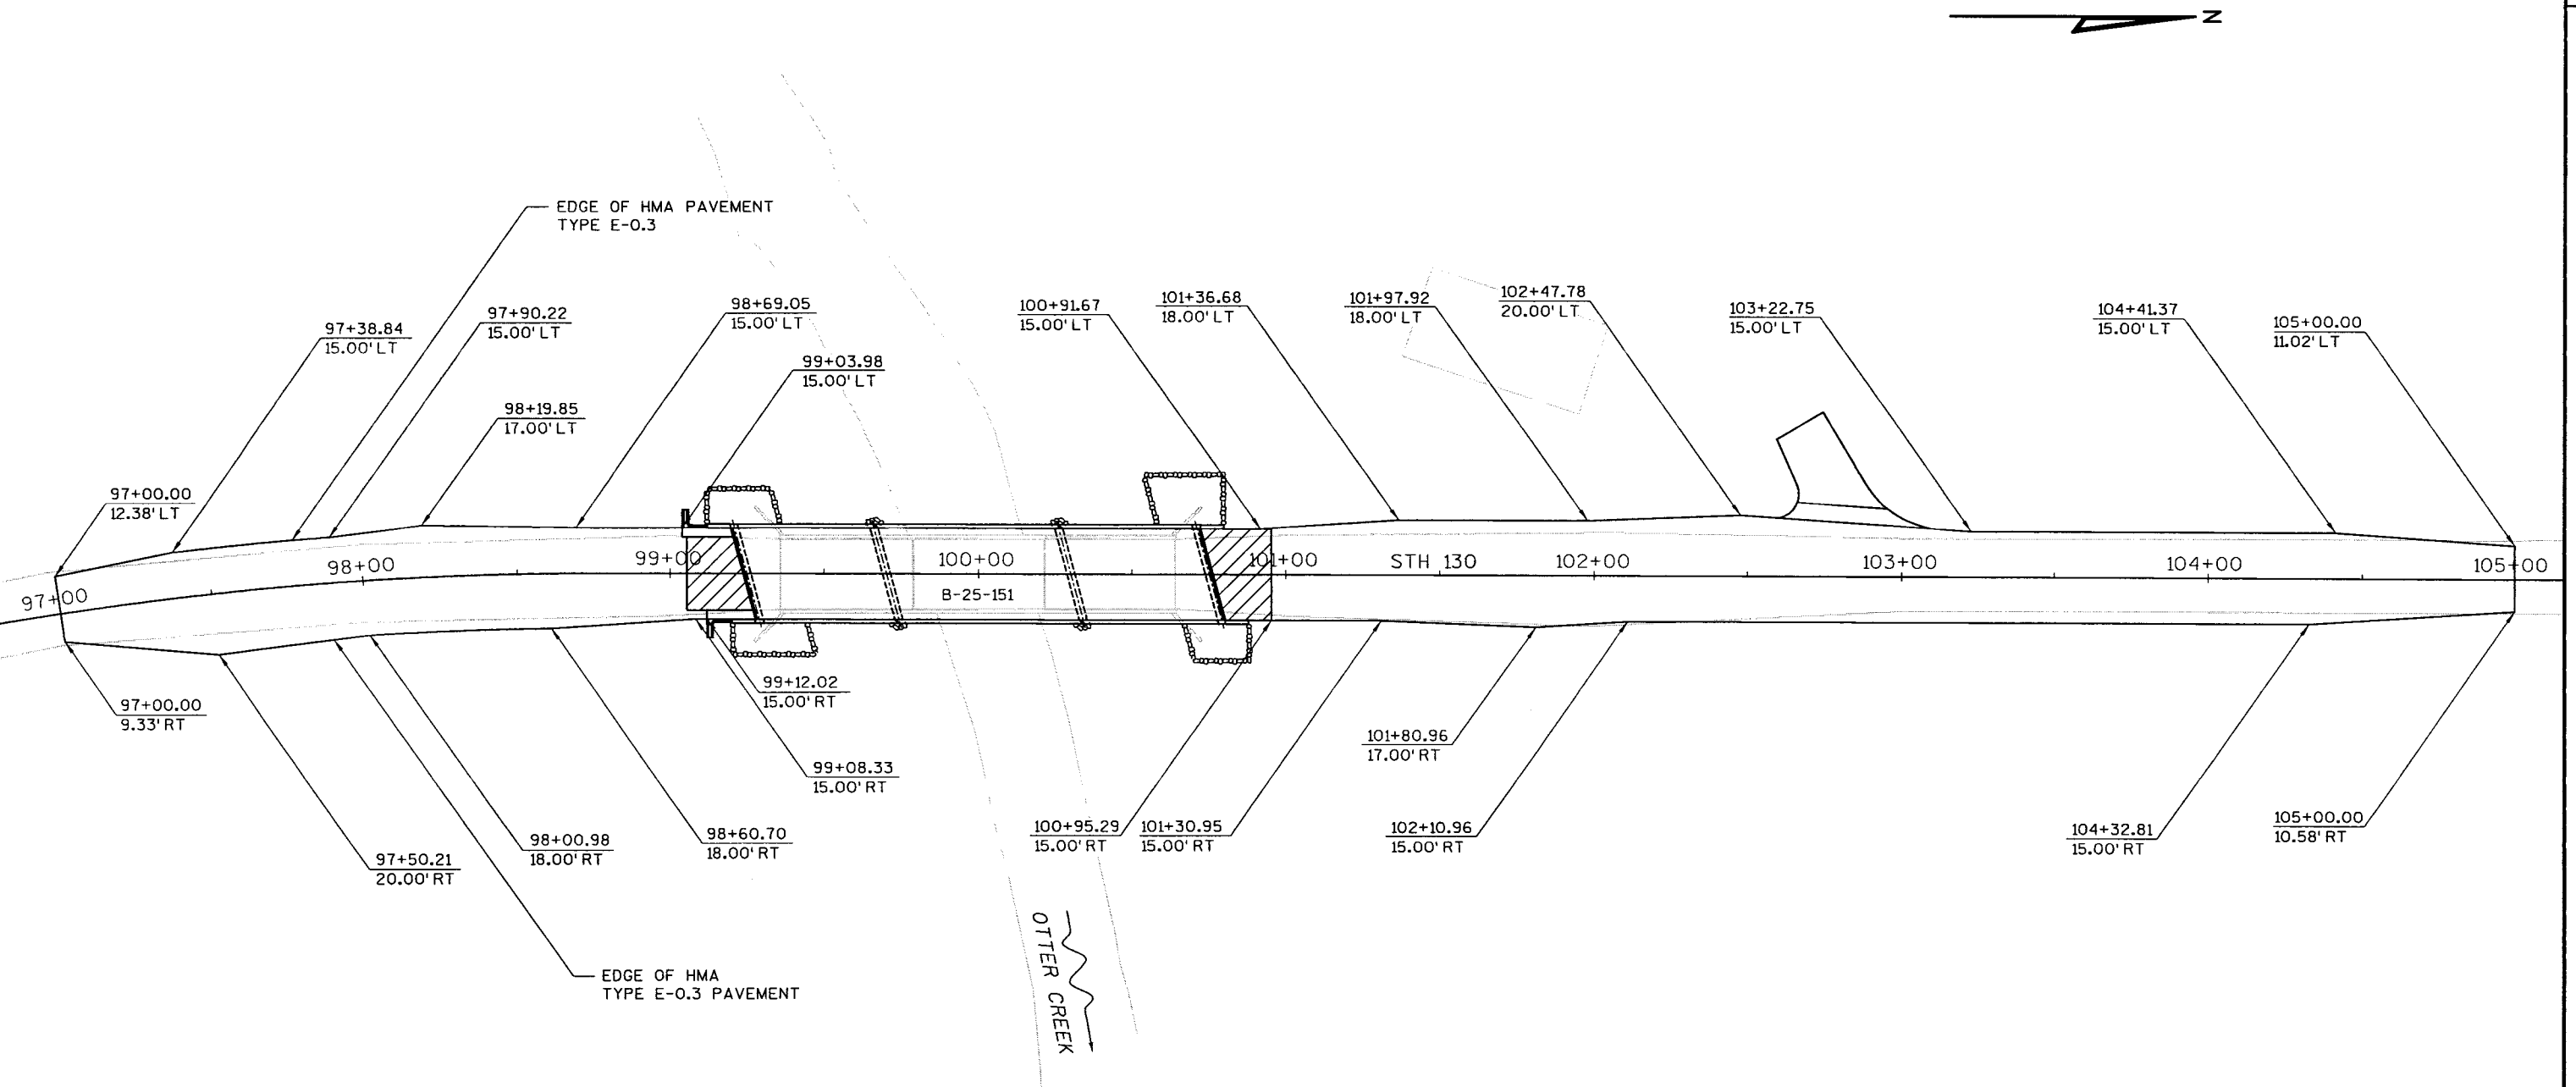 N
EDGE OF HMA PAVEMENT
TYPE E-0.3
97+00.00
12.38' LT
97+38.84
15.00' LT
97+90.22
15.00' LT
98+19.85
17.00' LT
98+69.05
15.00' LT
99+03.98
15.00' LT
100+91.67
15.00' LT
101+36.68
18.00' LT
101+97.92
18.00' LT
102+47.78
20.00' LT
103+22.75
15.00' LT
104+41.37
15.00' LT
105+00.00
11.02' LT
97+00
98+00
99+00
100+00
101+00
STH 130
102+00
103+00
104+00
105+00
B-25-151
97+00.00
9.33' RT
97+50.21
20.00' RT
98+00.98
18.00' RT
98+60.70
18.00' RT
99+12.02
15.00' RT
99+08.33
15.00' RT
100+95.29
15.00' RT
101+30.95
15.00' RT
101+80.96
17.00' RT
102+10.96
15.00' RT
104+32.81
15.00' RT
105+00.00
10.58' RT
EDGE OF HMA
TYPE E-0.3 PAVEMENT
OTTER CREEK